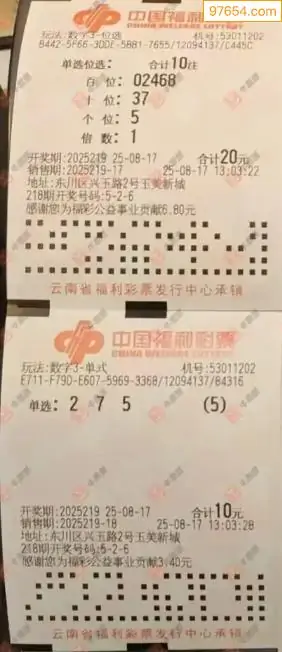 97654.com
中国福利彩票
CHINA WELFARE LOTTERY
玩法:数字3-位选 机号:53011202
B442-5F66-3DDE-5BB1-7655/12094137/C445C
单选位选: 合计10注
百 位: 02468
十 位: 37
个 位: 5
倍 数: 1
开奖期:2025219 25-08-17 合计20元
销售期:2025219-17 25-08-17 13:03:22
地址:东川区兴玉路2号玉美新城
218期开奖号码:5-2-6
感谢您为福彩公益事业贡献6.80元
云南省福利彩票发行中心承销
中国福利彩票
CHINA WELFARE LOTTERY
玩法:数字3-单式 机号:53011202
E711-F79D-E607-5969-3368/12094137/84316
单选: 2 7 5 (5)
开奖期:2025219 25-08-17 合计10元
销售期:2025219-18 25-08-17 13:03:28
地址:东川区兴玉路2号玉美新城
218期开奖号码:5-2-6
感谢您为福彩公益事业贡献3.40元
云南省福利彩票发行中心承销